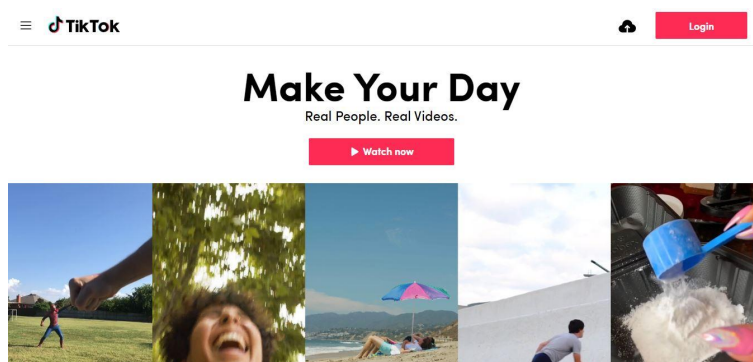 TikTok
Login
Make Your Day
Real People. Real Videos.
Watch now